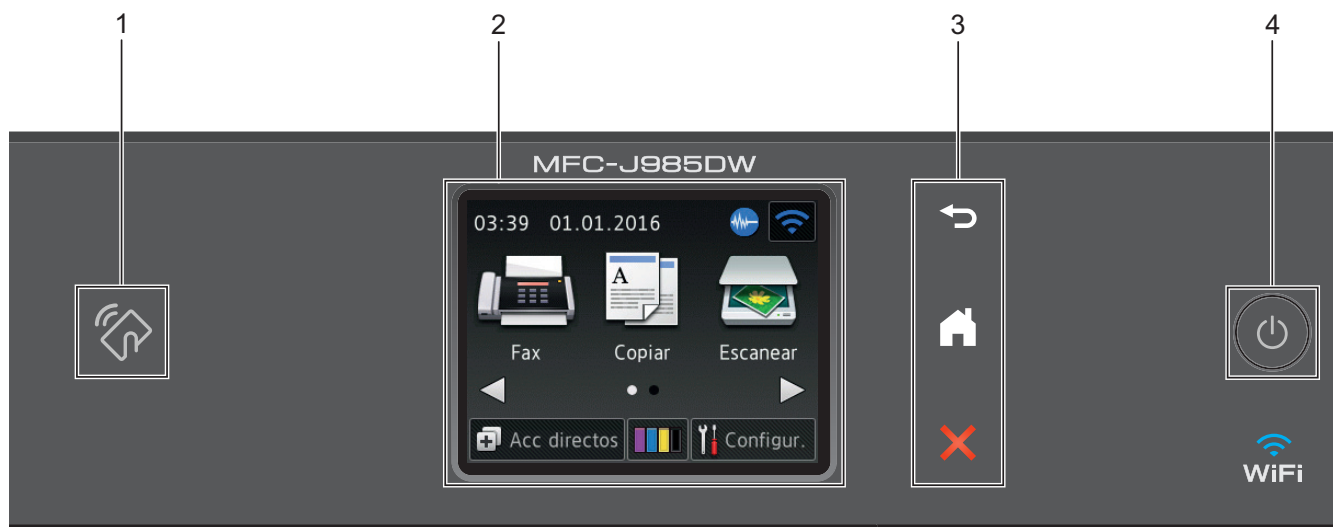 1
2
3
4
MFC-J985DW
03:39 01.01.2016
A
Fax
Copiar
Escanear
Acc directos
Configur.
WiFi